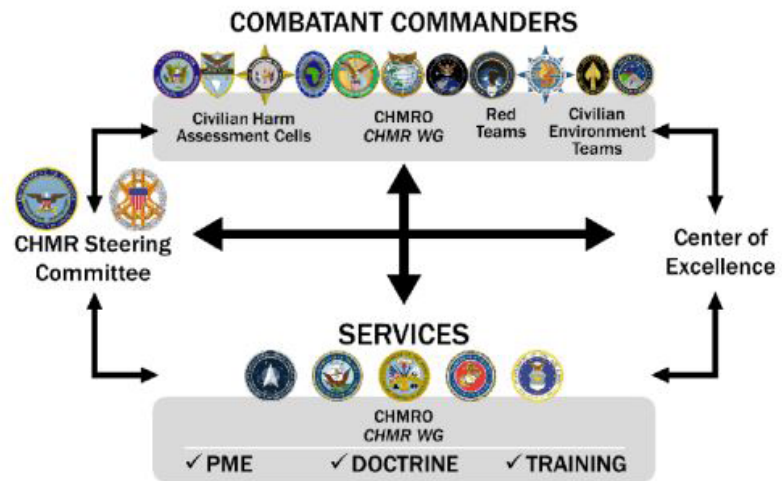 COMBATANT COMMANDERS
Civilian Harm
Assessment Cells
CHMRO
CHMR WG
Red
Teams
Civilian
Environment
Teams
CHMR Steering
Committee
Center of
Excellence
SERVICES
CHMRO
CHMR WG
✓ PME
✓ DOCTRINE
✓ TRAINING